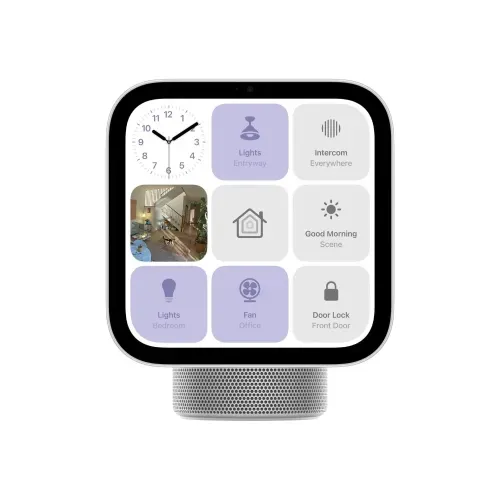 12
11
1
10
2
9
3
8
4
7
5
6
Lights
Entryway
Intercom
Everywhere
Good Morning
Scene
Lights
Bedroom
Fan
Office
Door Lock
Front Door